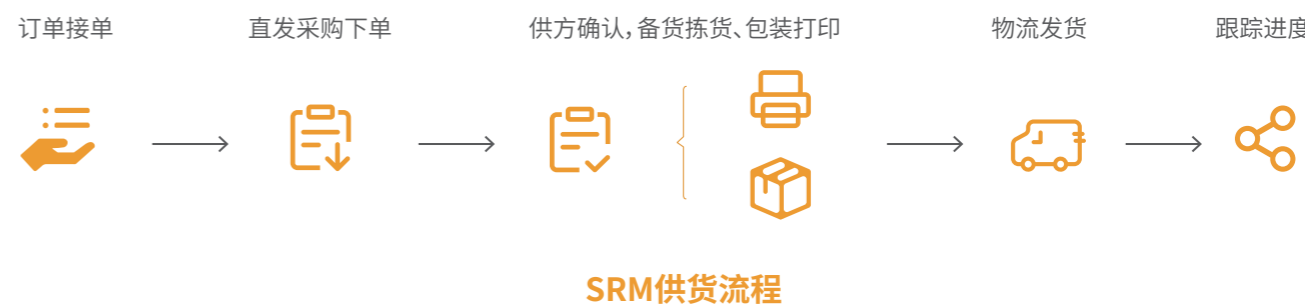 订单接单
直发采购下单
供方确认，备货拣货、包装打印
物流发货
跟踪进度
SRM供货流程